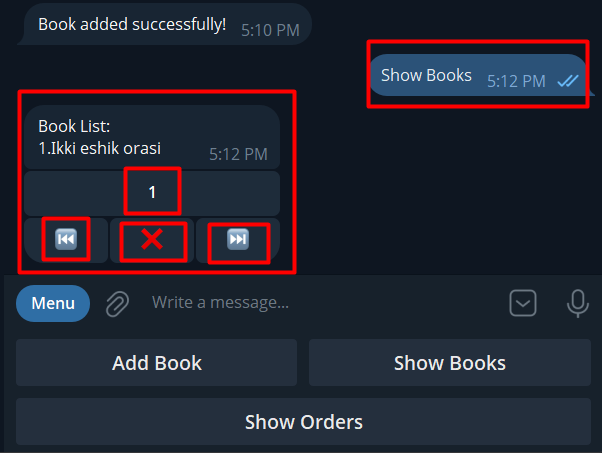 Book added successfully! 5:10 PM
Show Books 5:12 PM
Book List:
1.Ikki eshik orasi 5:12 PM
1
Menu Write a message...
Add Book Show Books
Show Orders